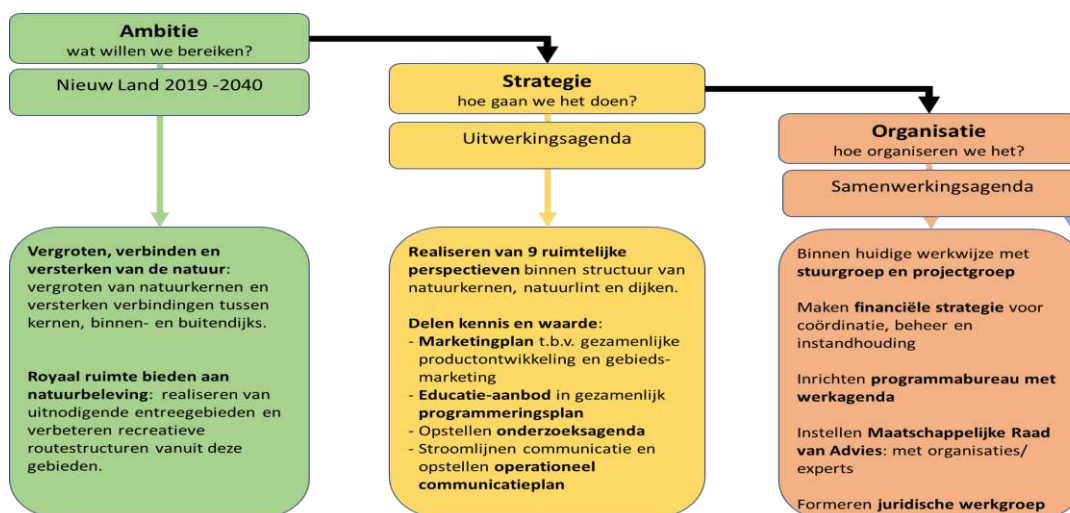 Ambitie
wat willen we bereiken?
Nieuw Land 2019 -2040
Vergroten, verbinden en
versterken van de natuur:
vergroten van natuurkernen en
versterken verbindingen tussen
kernen, binnen- en buitendijks.
Royaal ruimte bieden aan
natuurbeleving: realiseren van
uitnodigende entreegebieden en
verbeteren recreatieve
routestructuren vanuit deze
gebieden.
Strategie
hoe gaan we het doen?
Uitwerkingsagenda
Realiseren van 9 ruimtelijke
perspectieven binnen structuur van
natuurkernen, natuurlint en dijken.
Delen kennis en waarde:
- Marketingplan t.b.v. gezamenlijke
productontwikkeling en gebieds-
marketing
- Educatie-aanbod in gezamenlijk
programmeringsplan
- Opstellen onderzoeksagenda
- Stroomlijnen communicatie en
opstellen operationeel
communicatieplan
Organisatie
hoe organiseren we het?
Samenwerkingsagenda
Binnen huidige werkwijze met
stuurgroep en projectgroep
Maken financiële strategie voor
coördinatie, beheer en
instandhouding
Inrichten programmabureau met
werkagenda
Instellen Maatschappelijke Raad
van Advies: met organisaties/
experts
Formeren juridische werkgroep